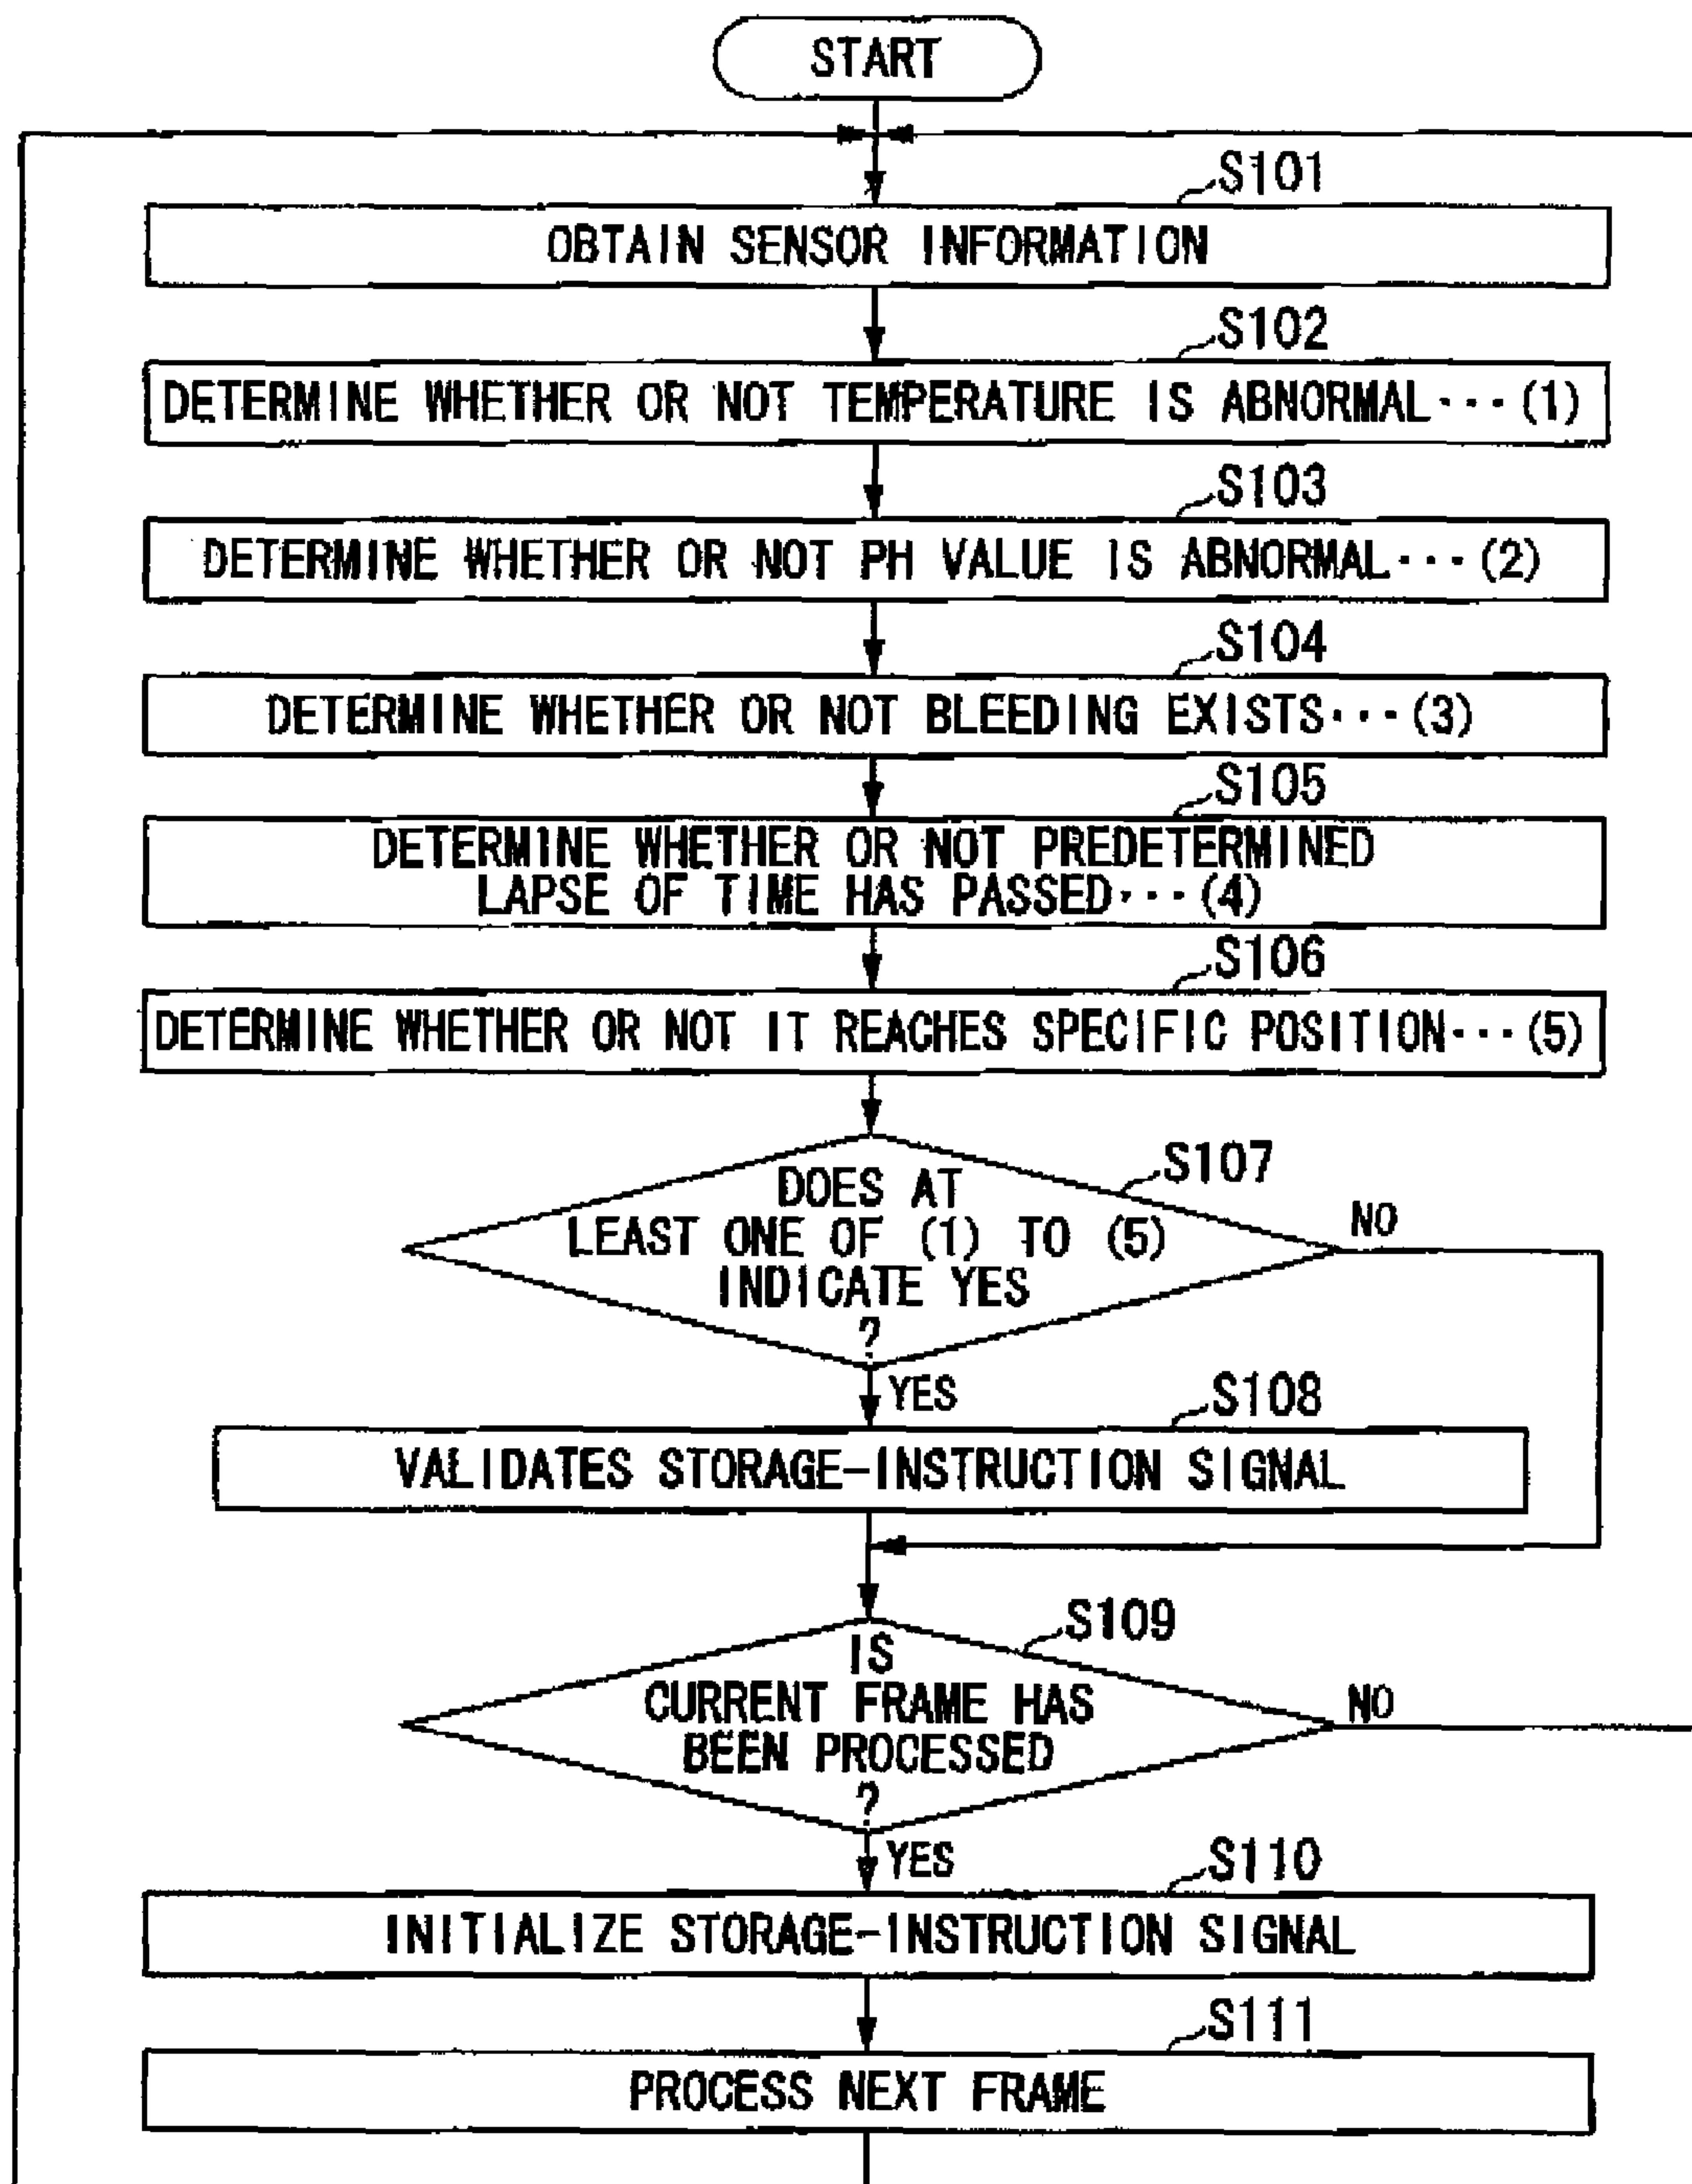 START
S101
OBTAIN SENSOR INFORMATION
S102
DETERMINE WHETHER OR NOT TEMPERATURE IS ABNORMAL···(1)
S103
DETERMINE WHETHER OR NOT PH VALUE IS ABNORMAL···(2)
S104
DETERMINE WHETHER OR NOT BLEEDING EXISTS···(3)
S105
DETERMINE WHETHER OR NOT PREDETERMINED
LAPSE OF TIME HAS PASSED···(4)
S106
DETERMINE WHETHER OR NOT IT REACHES SPECIFIC POSITION···(5)
S107
DOES AT
LEAST ONE OF (1) TO (5)
INDICATE YES
?
NO
YES
S108
VALIDATES STORAGE-INSTRUCTION SIGNAL
S109
IS
CURRENT FRAME HAS
BEEN PROCESSED
?
NO
YES
S110
INITIALIZE STORAGE-INSTRUCTION SIGNAL
S111
PROCESS NEXT FRAME